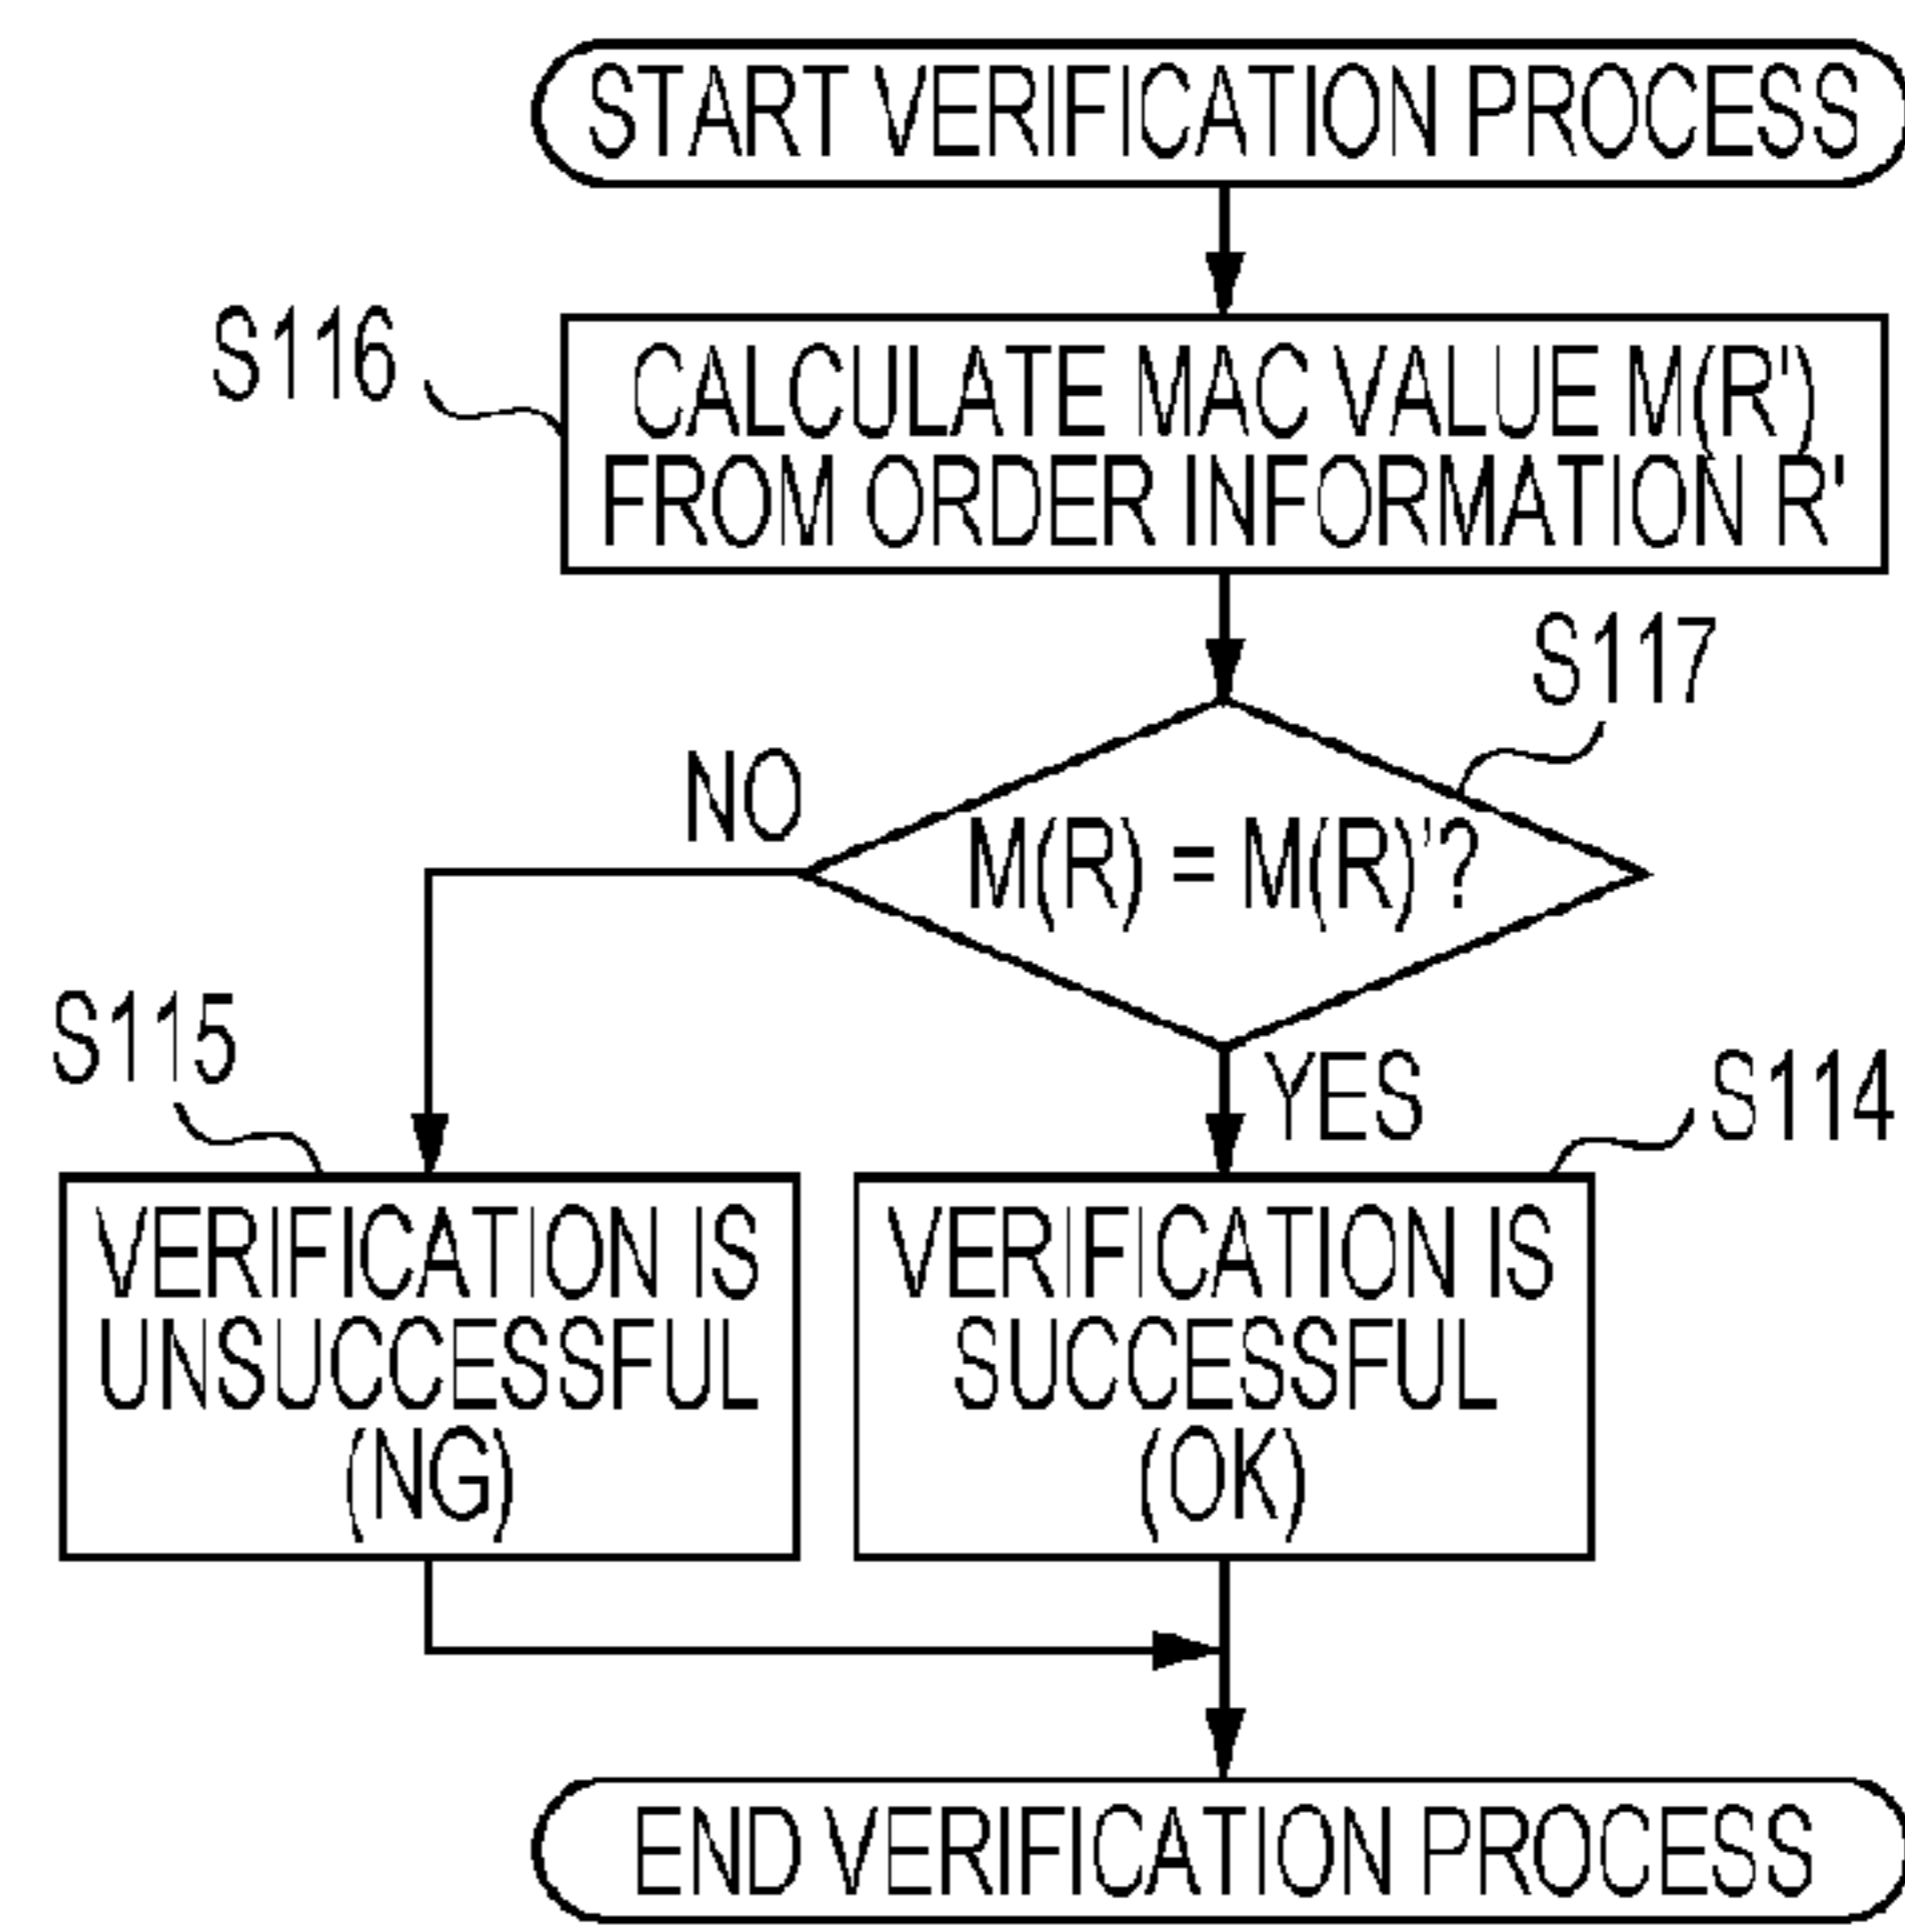 START VERIFICATION PROCESS
S116
CALCULATE MAC VALUE M(R')
FROM ORDER INFORMATION R'
S117
NO
M(R) = M(R)'?
S115
YES
S114
VERIFICATION IS
UNSUCCESSFUL
(NG)
VERIFICATION IS
SUCCESSFUL
(OK)
END VERIFICATION PROCESS